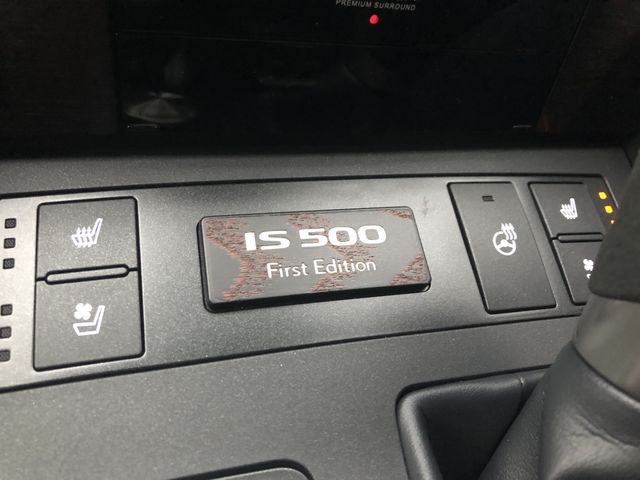 PREMIUM SURROUND
IS 500
First Edition